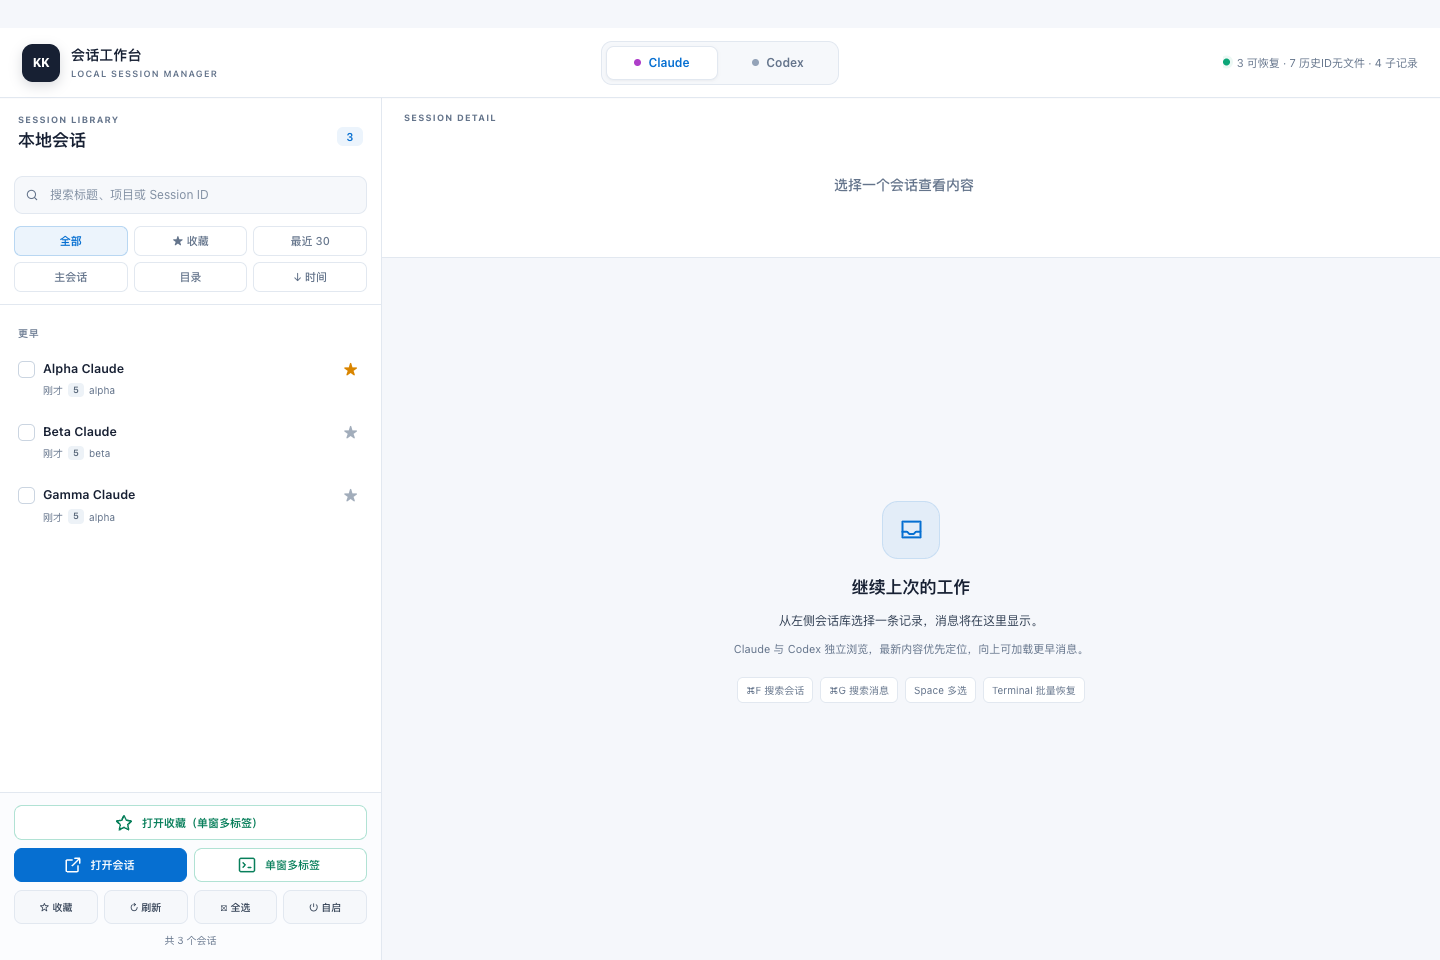 KK
会话工作台
LOCAL SESSION MANAGER
Claude
Codex
3 可恢复 · 7 历史ID无文件 · 4 子记录
SESSION LIBRARY
本地会话
3
搜索标题、项目或 Session ID
全部
★ 收藏
最近 30
主会话
目录
↓ 时间
更早
Alpha Claude
刚才 5 alpha
Beta Claude
刚才 5 beta
Gamma Claude
刚才 5 alpha
打开收藏（单窗多标签）
打开会话
单窗多标签
☆ 收藏
↻ 刷新
☒ 全选
⏻ 自启
共 3 个会话
SESSION DETAIL
选择一个会话查看内容
继续上次的工作
从左侧会话库选择一条记录，消息将在这里显示。
Claude 与 Codex 独立浏览，最新内容优先定位，向上可加载更早消息。
⌘F 搜索会话
⌘G 搜索消息
Space 多选
Terminal 批量恢复